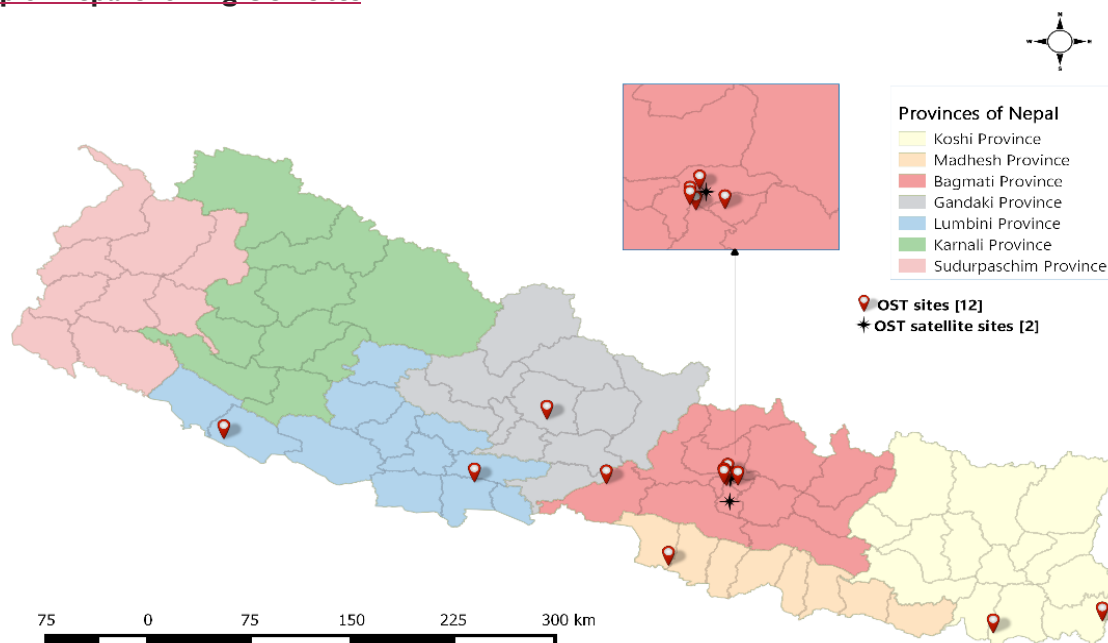 Provinces of Nepal
Koshi Province
Madhesh Province
Bagmati Province
Gandaki Province
Lumbini Province
Karnali Province
Sudurpaschim Province
OST sites [12]
OST satellite sites [2]
75 0 75 150 225 300 km